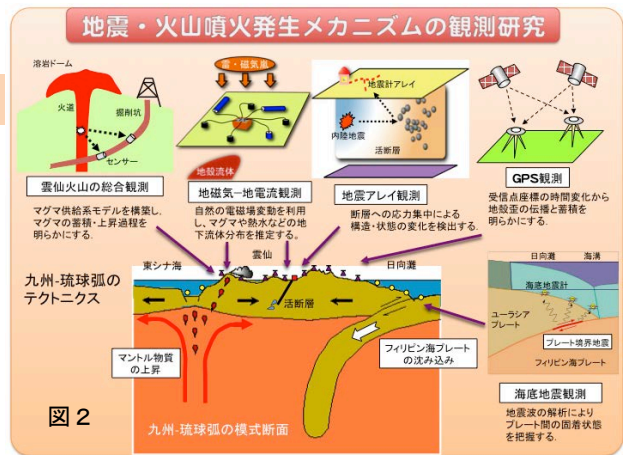 地震・火山噴火発生メカニズムの観測研究
溶岩ドーム
火道
掘削坑
センサー
雲仙火山の総合観測
マグマ供給系モデルを構築し、
マグマの蓄積・上昇過程を
明らかにする.
雷・磁気嵐
地殻流体
地磁気ー地電流観測
自然の電磁場変動を利用
し、マグマや熱水などの地
下流体分布を推定する.
地震計アレイ
内陸地震
活断層
地震アレイ観測
断層への応力集中による
構造・状態の変化を検出する.
GPS観測
受信点座標の時間変化から
地殻歪の伝播と蓄積を
明らかにする.
九州-琉球弧の
テクトニクス
東シナ海
雲仙
日向灘
活断層
マントル物質
の上昇
フィリピン海プレート
の沈み込み
九州-琉球弧の模式断面
図2
日向灘
海溝
海底地震計
ユーラシア
プレート
プレート境界地震
フィリピン海プレート
海底地震観測
地震波の解析により
プレート間の固着状態
を把握する.